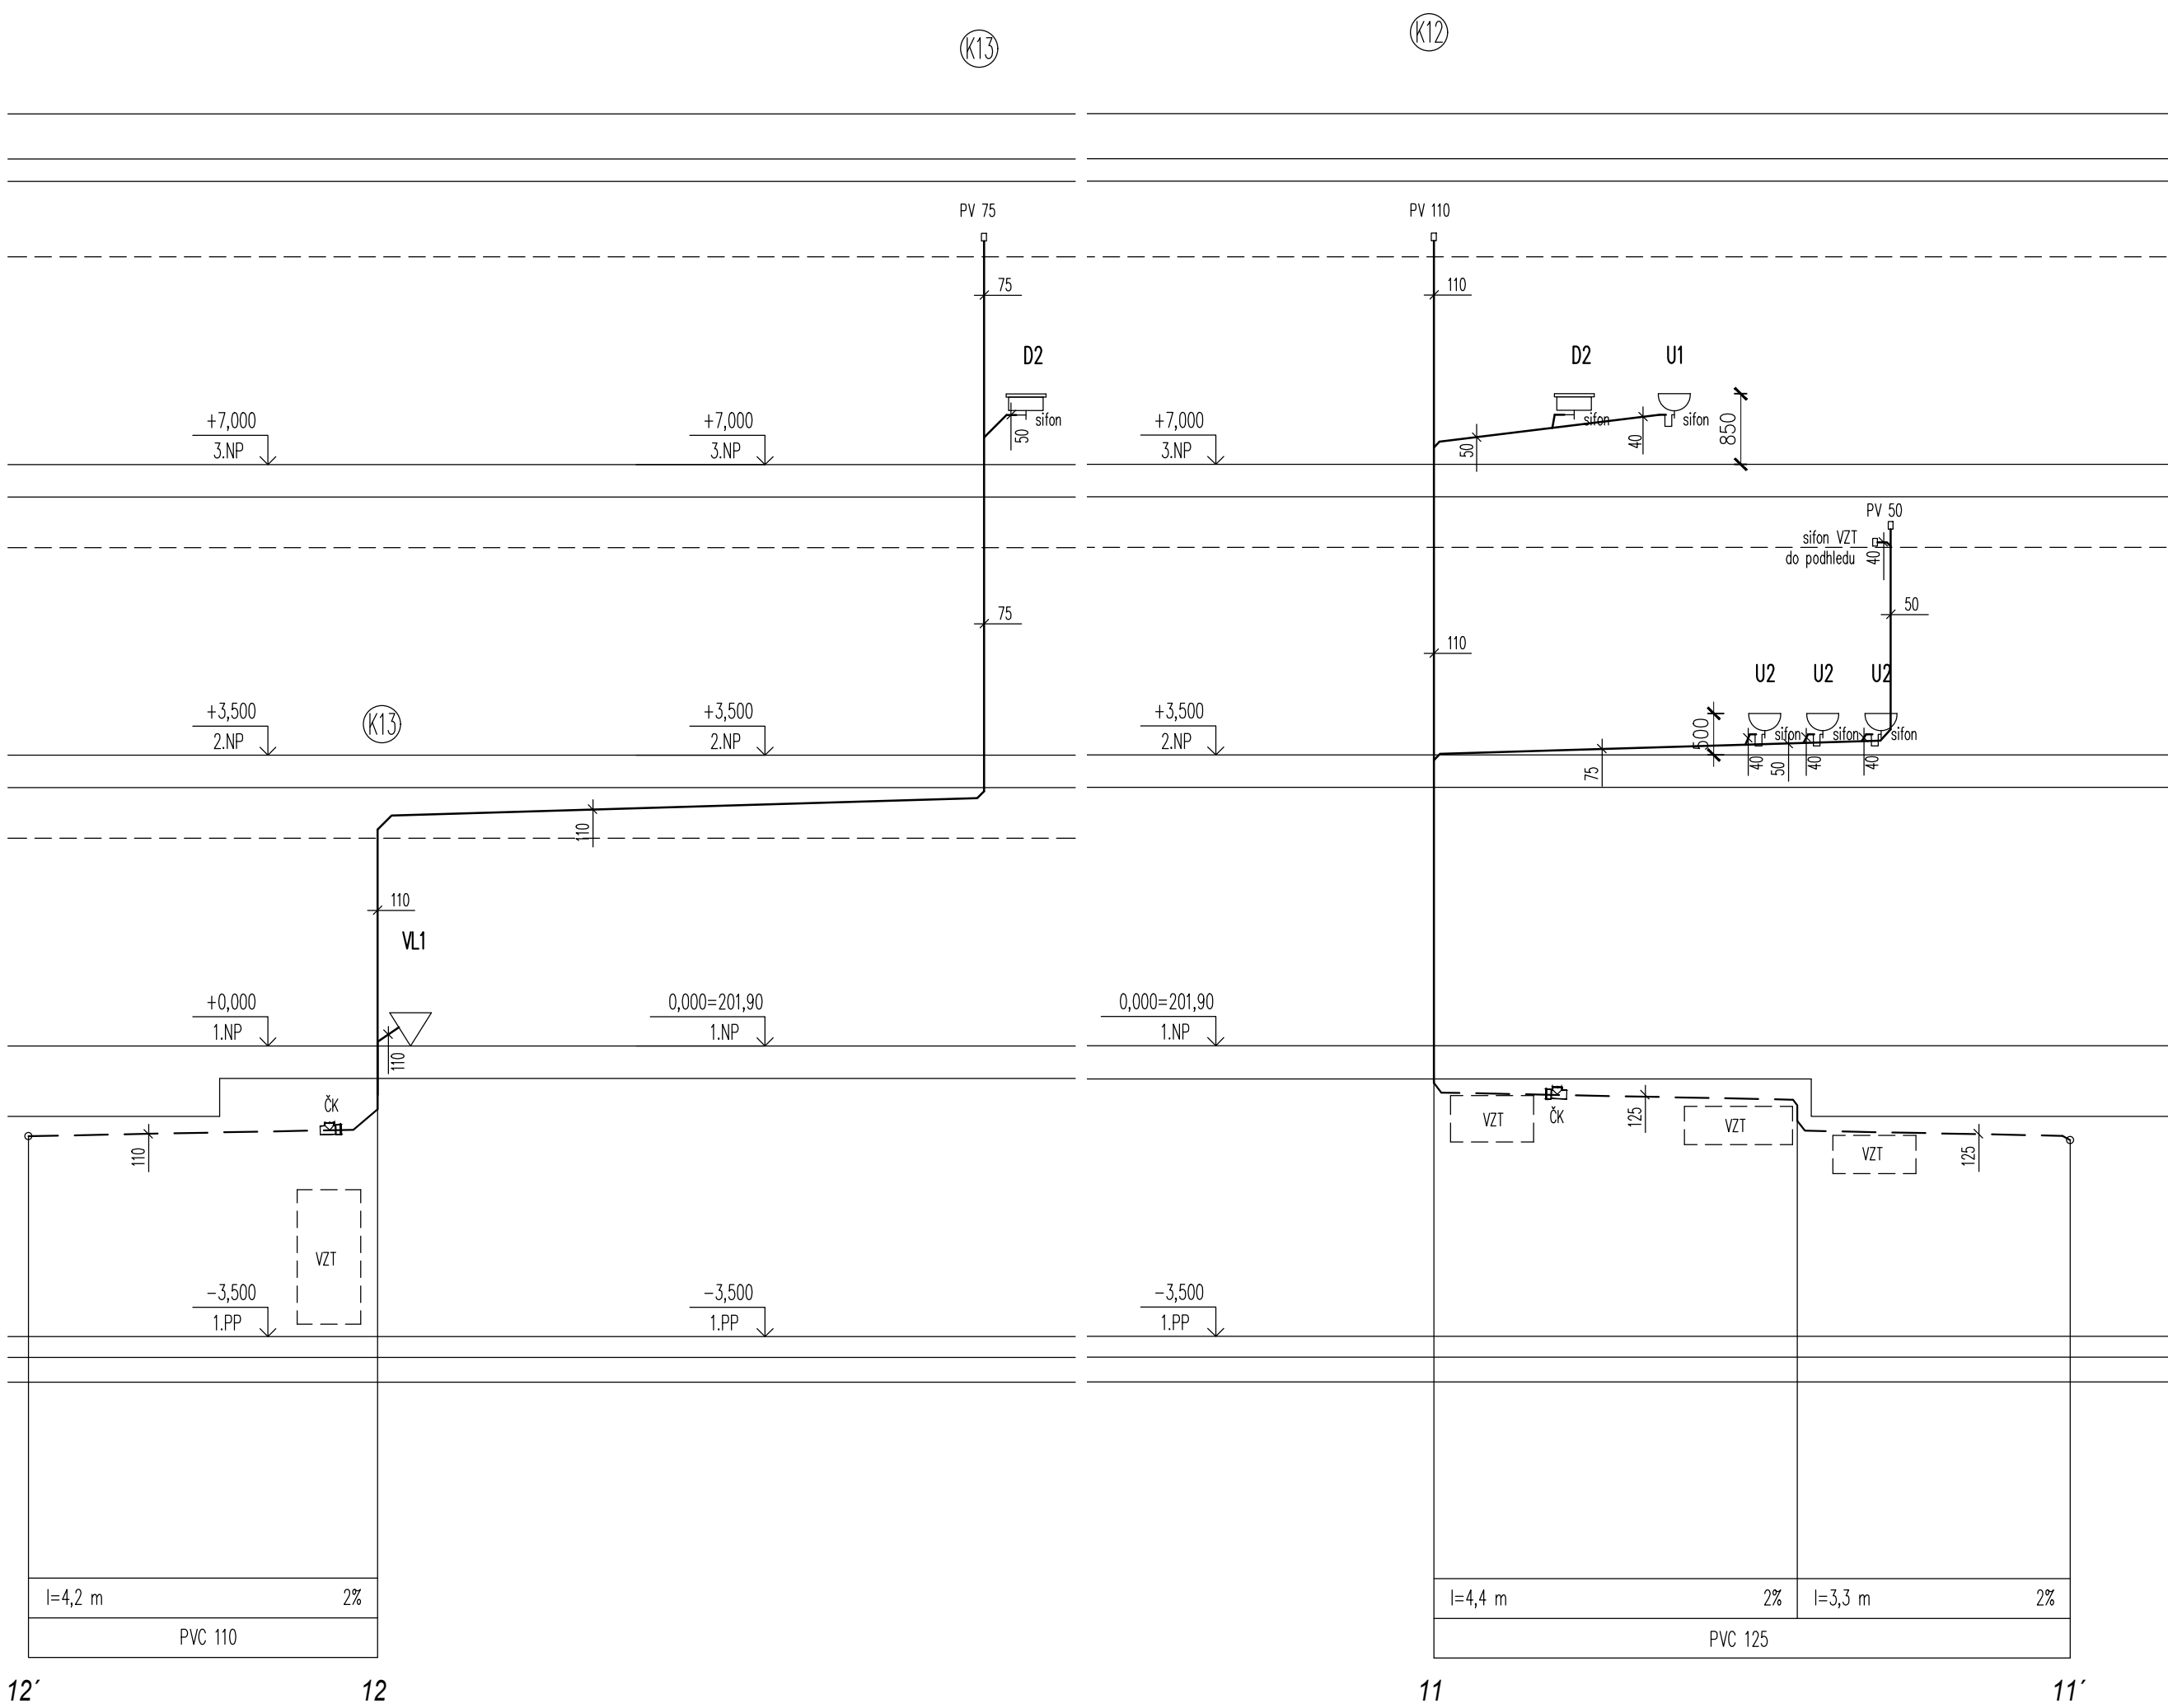 K13
K12
PV 75
PV 110
75
110
D2
D2
U1
sifon
50
sifon
sifon
850
50
40
+7,000
3.NP
+7,000
3.NP
+7,000
3.NP
PV 50
sifon VZT
do podhledu
40
75
50
110
U2
U2
U2
+3,500
2.NP
K13
+3,500
2.NP
+3,500
2.NP
500
sifon
sifon
sifon
75
40
50
40
40
110
110
VL1
+0,000
1.NP
0,000=201,90
1.NP
0,000=201,90
1.NP
110
ČK
110
ČK
VZT
125
VZT
VZT
125
VZT
-3,500
1.PP
-3,500
1.PP
-3,500
1.PP
l=4,2 m 2%
PVC 110
l=4,4 m 2%
l=3,3 m 2%
PVC 125
12´
12
11
11´